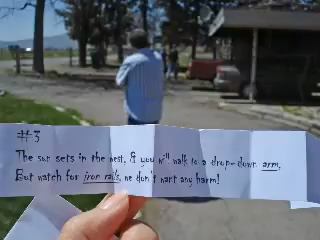 #3
The sun sets in the west, & you will walk to a drop-down arm,
But watch for iron rails, we don't want any harm!